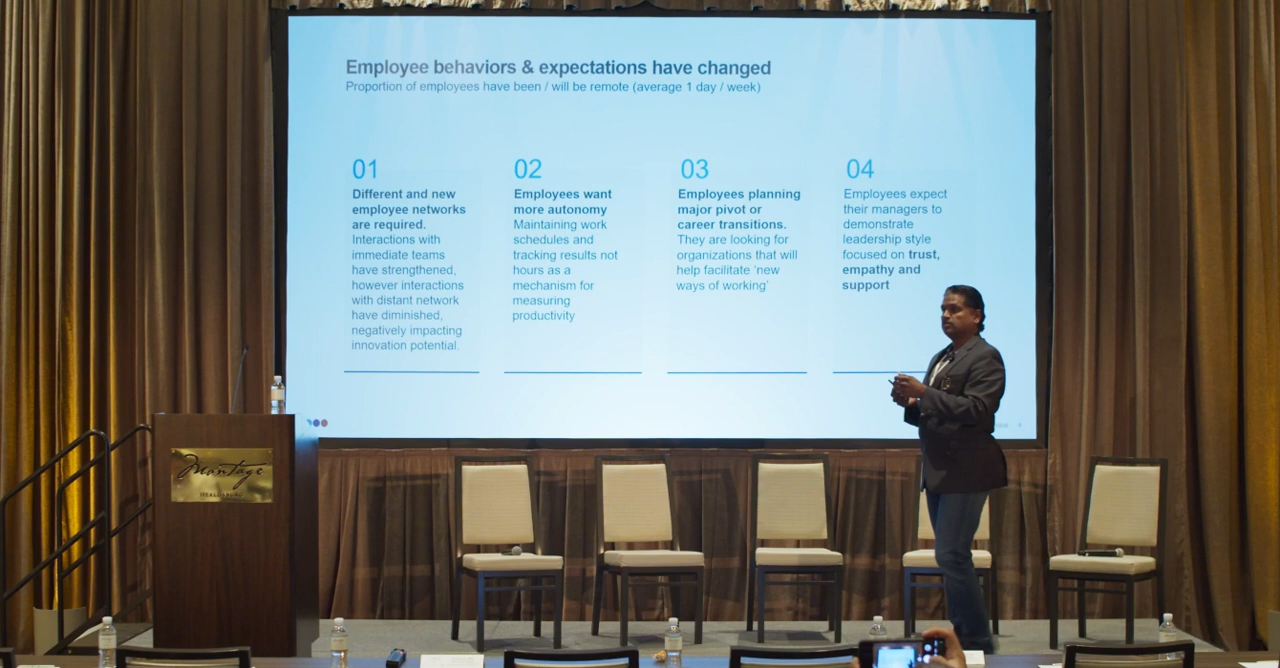 Employee behaviors & expectations have changed
Proportion of employees have been / will be remote (average 1 day / week)
01
Different and new
employee networks
are required.
Interactions with
immediate teams
have strengthened,
however interactions
with distant network
have diminished,
negatively impacting
innovation potential.
02
Employees want
more autonomy
Maintaining work
schedules and
tracking results not
hours as a
mechanism for
measuring
productivity
03
Employees planning
major pivot or
career transitions.
They are looking for
organizations that will
help facilitate 'new
ways of working'
04
Employees expect
their managers to
demonstrate
leadership style
focused on trust,
empathy and
support
Montage
HEALDSBURG